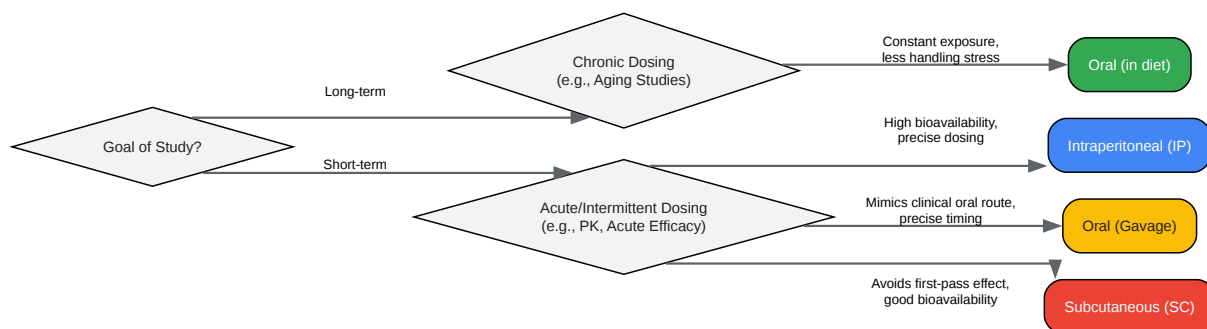 Goal of Study?
Long-term
Short-term
Chronic Dosing
(e.g., Aging Studies)
Acute/Intermittent Dosing
(e.g., PK, Acute Efficacy)
Constant exposure,
less handling stress
Oral (in diet)
High bioavailability,
precise dosing
Intraperitoneal (IP)
Mimics clinical oral route,
precise timing
Oral (Gavage)
Avoids first-pass effect,
good bioavailability
Subcutaneous (SC)